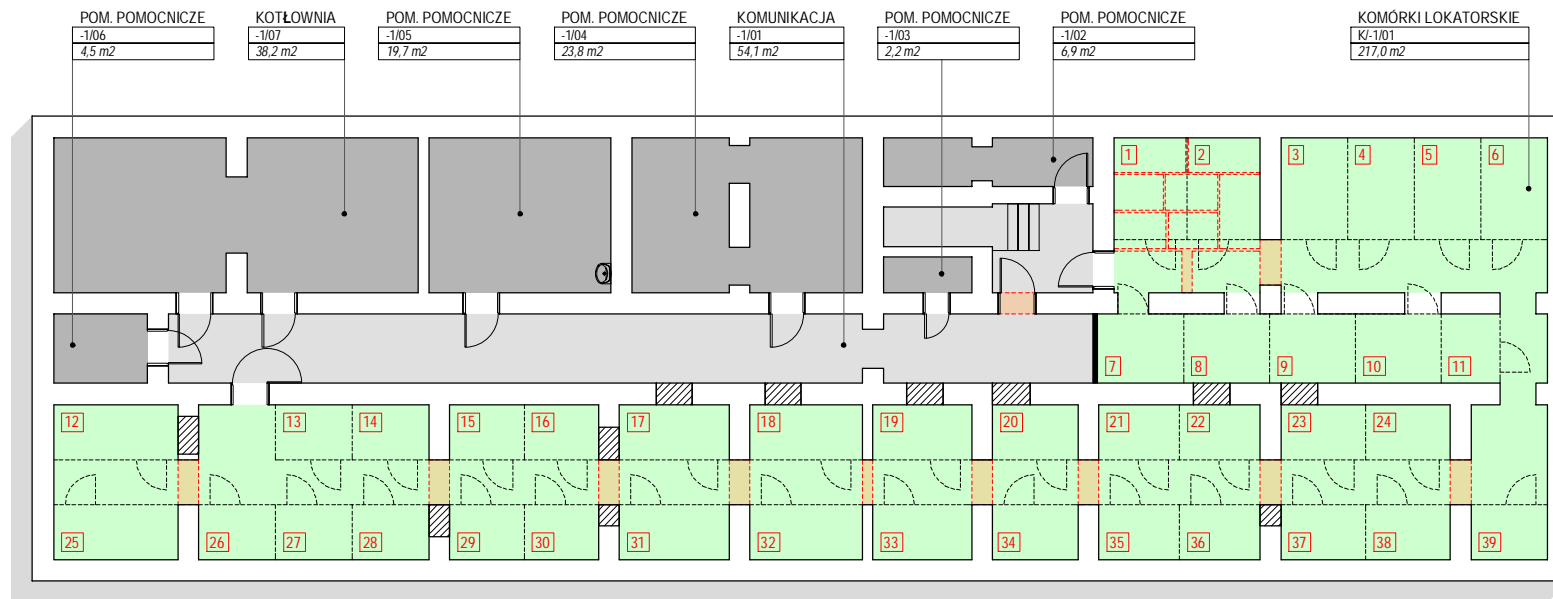 POM. POMOCNICZE
-1/06
4,5 m2
KOTŁOWNIA
-1/07
38,2 m2
POM. POMOCNICZE
-1/05
19,7 m2
POM. POMOCNICZE
-1/04
23,8 m2
KOMUNIKACJA
-1/01
54,1 m2
POM. POMOCNICZE
-1/03
2,2 m2
POM. POMOCNICZE
-1/02
6,9 m2
KOMÓRKI LOKATORSKIE
K/-1/01
217,0 m2
1 2 3 4 5 6
7 8 9 10 11
12 13 14 15 16 17 18 19 20 21 22 23 24
25 26 27 28 29 30 31 32 33 34 35 36 37 38 39